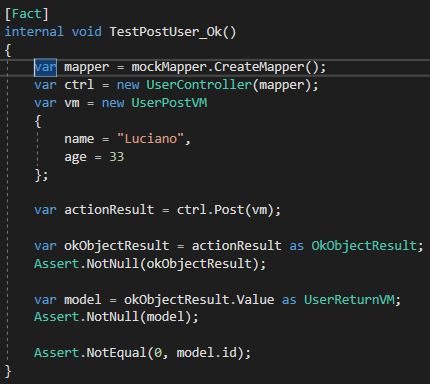 [Fact]
internal void TestPostUser_Ok()
{
    var mapper = mockMapper.CreateMapper();
    var ctrl = new UserController(mapper);
    var vm = new UserPostVM
    {
        name = "Luciano",
        age = 33
    };

    var actionResult = ctrl.Post(vm);

    var okObjectResult = actionResult as OkObjectResult;
    Assert.NotNull(okObjectResult);

    var model = okObjectResult.Value as UserReturnVM;
    Assert.NotNull(model);

    Assert.NotEqual(0, model.id);
}